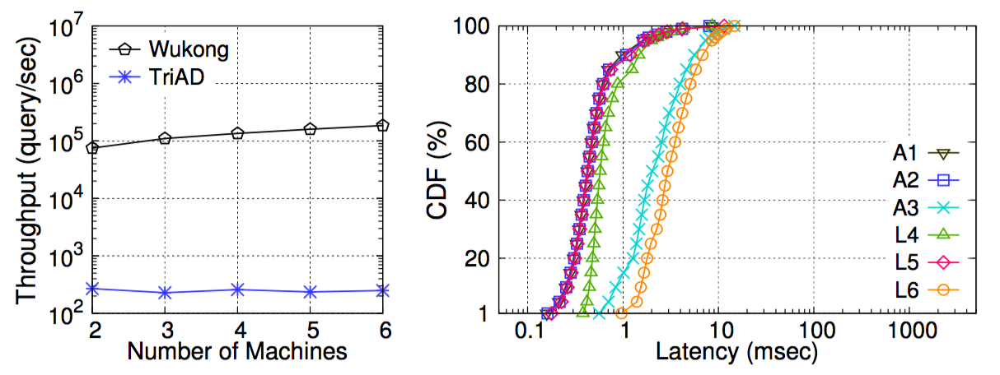 Throughput (query/sec)
10^7
10^6
10^5
10^4
10^3
10^2
Wukong
TriAD
2 3 4 5 6
Number of Machines
CDF (%)
100
80
60
40
20
1
A1
A2
A3
L4
L5
L6
0.1 1 10 100 1000
Latency (msec)